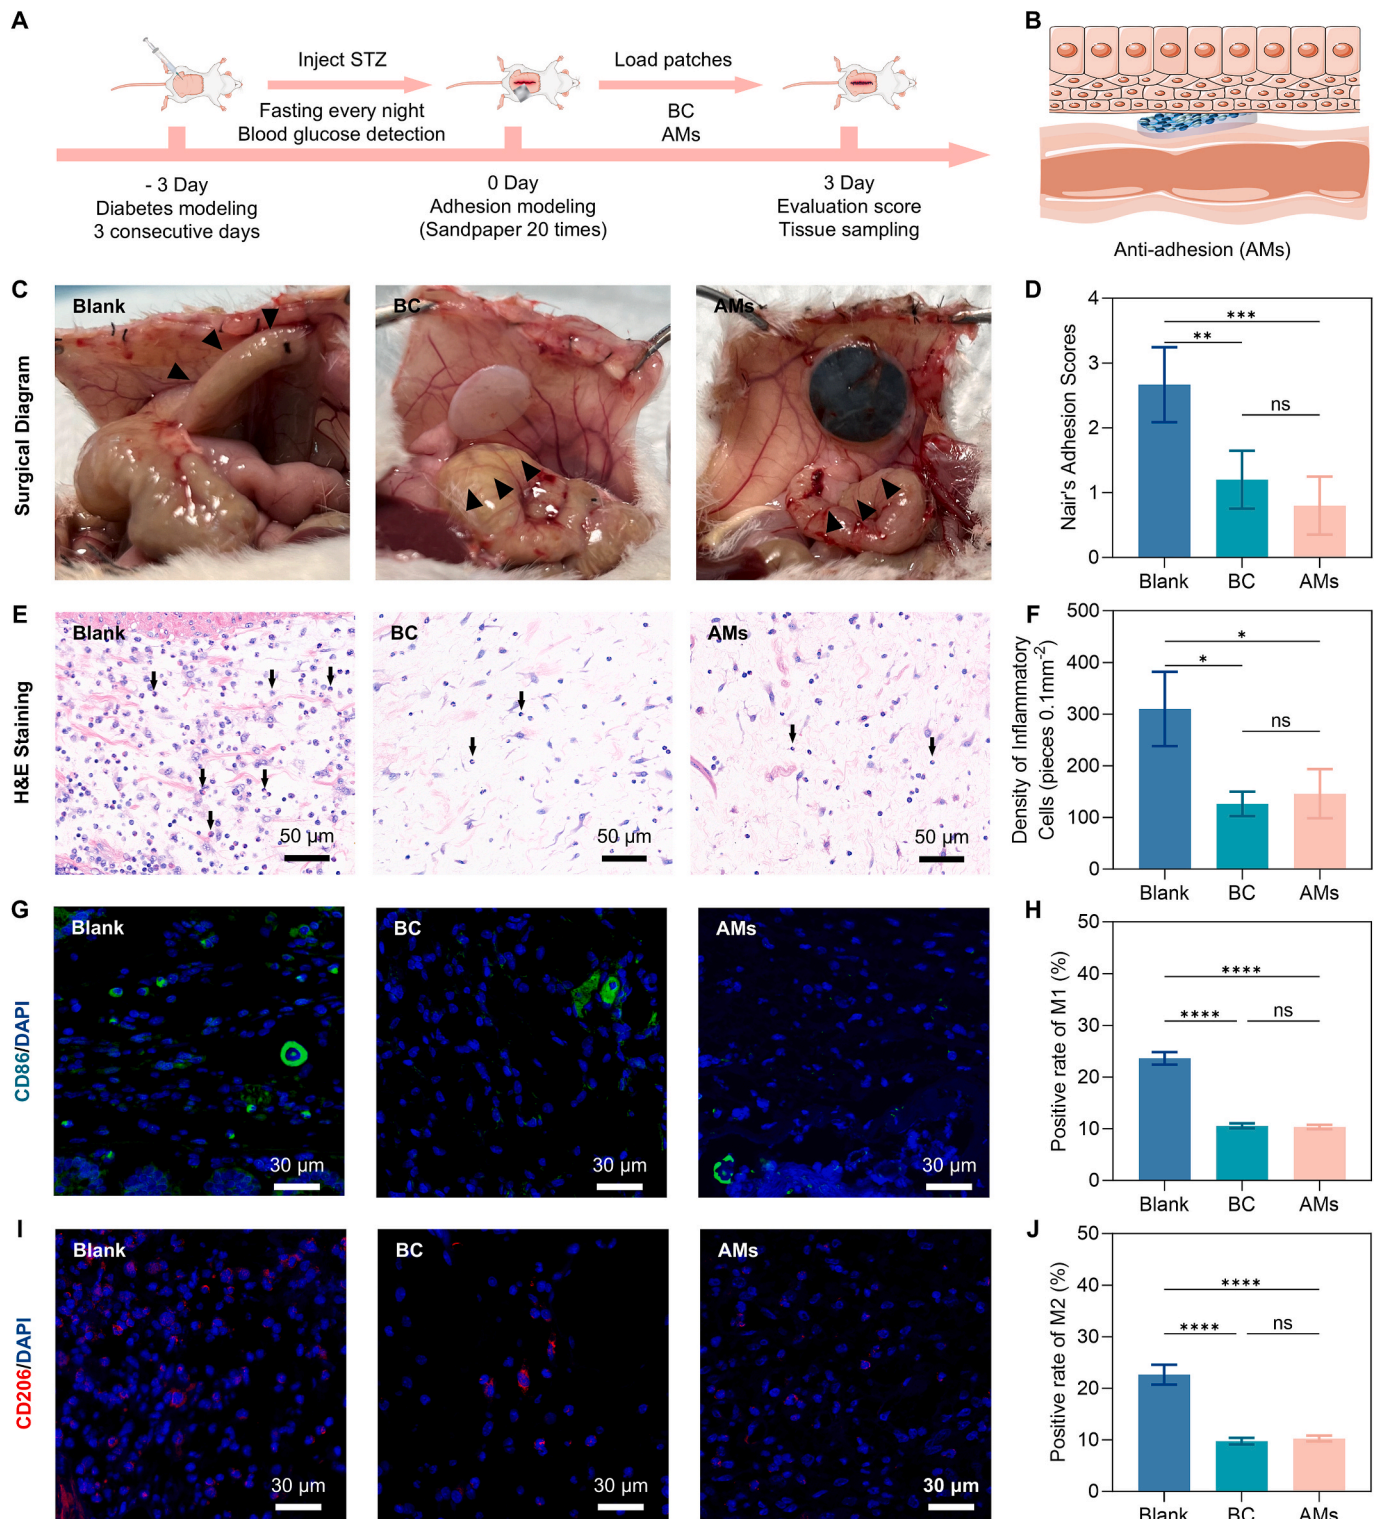 A
Inject STZ
Load patches
Fasting every night
Blood glucose detection
BC
AMs
- 3 Day
Diabetes modeling
3 consecutive days
0 Day
Adhesion modeling
(Sandpaper 20 times)
3 Day
Evaluation score
Tissue sampling
B
Anti-adhesion (AMs)
C
Surgical Diagram
Blank
BC
AMs
D
Nair's Adhesion Scores
4
3
2
1
0
***
**
ns
Blank
BC
AMs
E
H&E Staining
Blank
BC
AMs
50 µm
50 µm
50 µm
F
Density of Inflammatory
Cells (pieces 0.1mm⁻²)
500
400
300
200
100
0
*
*
ns
Blank
BC
AMs
G
CD86/DAPI
Blank
BC
AMs
30 µm
30 µm
30 µm
H
Positive rate of M1 (%)
50
40
30
20
10
0
****
****
ns
Blank
BC
AMs
I
CD206/DAPI
Blank
BC
AMs
30 µm
30 µm
30 µm
J
Positive rate of M2 (%)
50
40
30
20
10
0
****
****
ns
Blank
BC
AMs